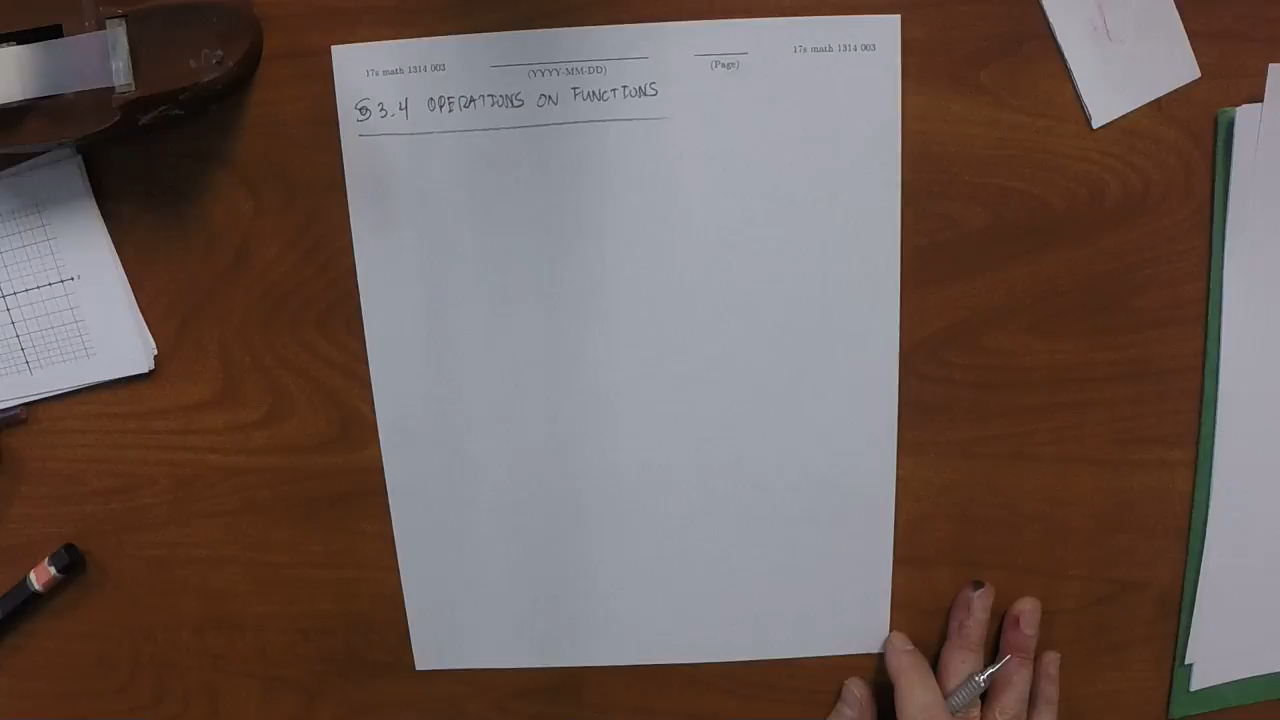 17s math 1314 003
(YYYY-MM-DD)
(Page)
17s math 1314 003
§3.4 OPERATIONS ON FUNCTIONS